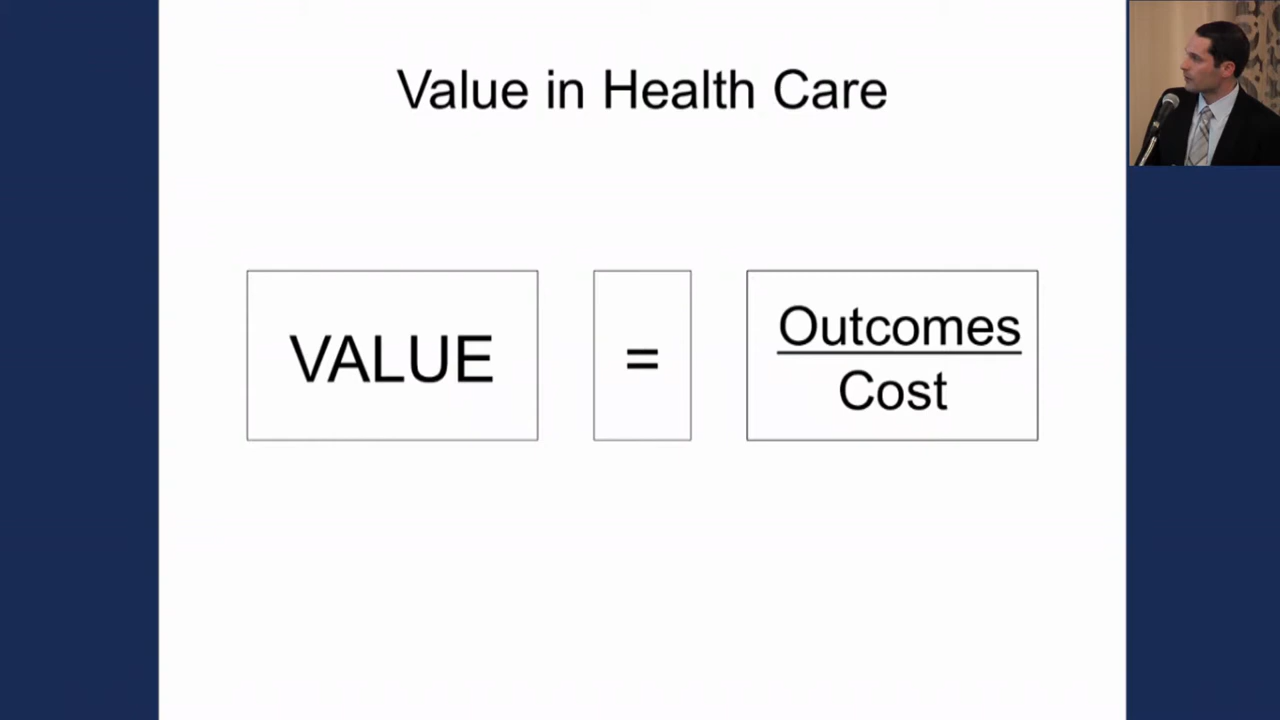 Value in Health Care
VALUE
=
Outcomes
Cost